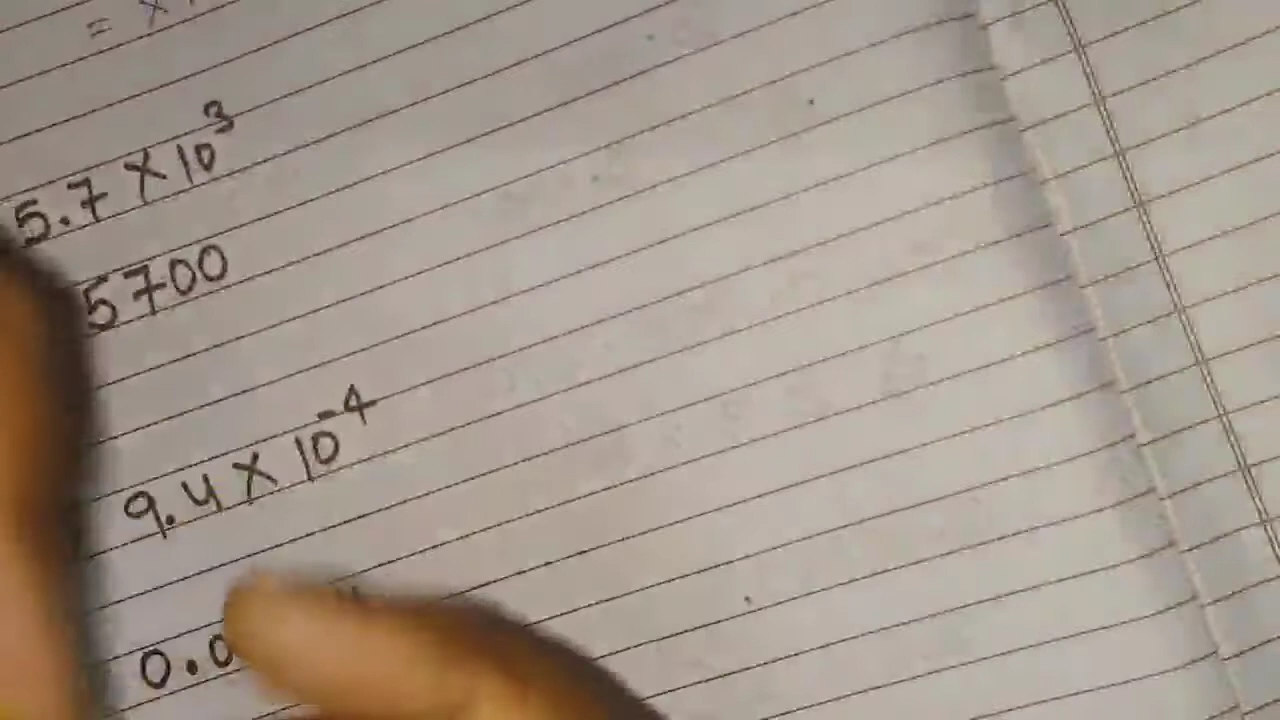 = x
5.7 × 10³
5700
9.4 × 10⁻⁴
0.0